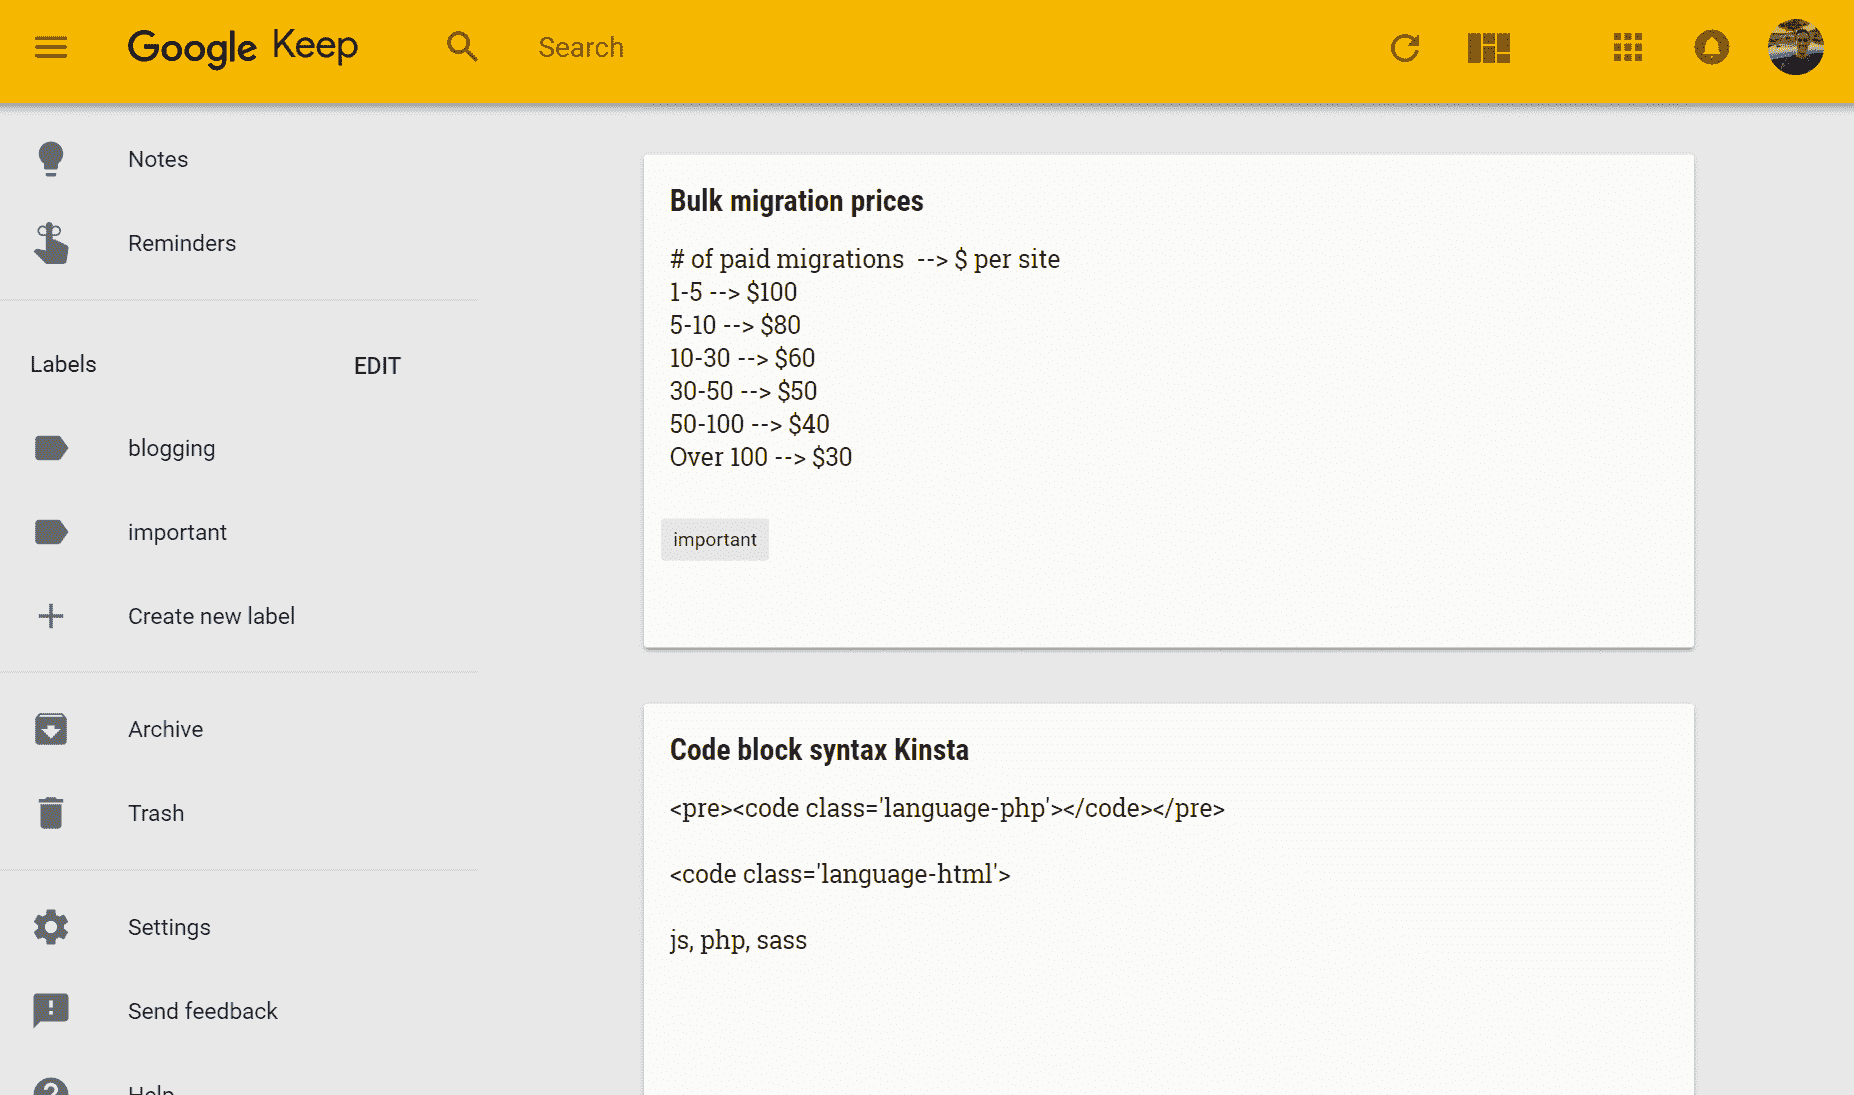 Google Keep
Search
Notes
Reminders
Labels
EDIT
blogging
important
Create new label
Archive
Trash
Settings
Send feedback
Help
Bulk migration prices
# of paid migrations --> $ per site
1-5 --> $100
5-10 --> $80
10-30 --> $60
30-50 --> $50
50-100 --> $40
Over 100 --> $30
important
Code block syntax Kinsta
<pre><code class='language-php'></code></pre>
<code class='language-html'>
js, php, sass